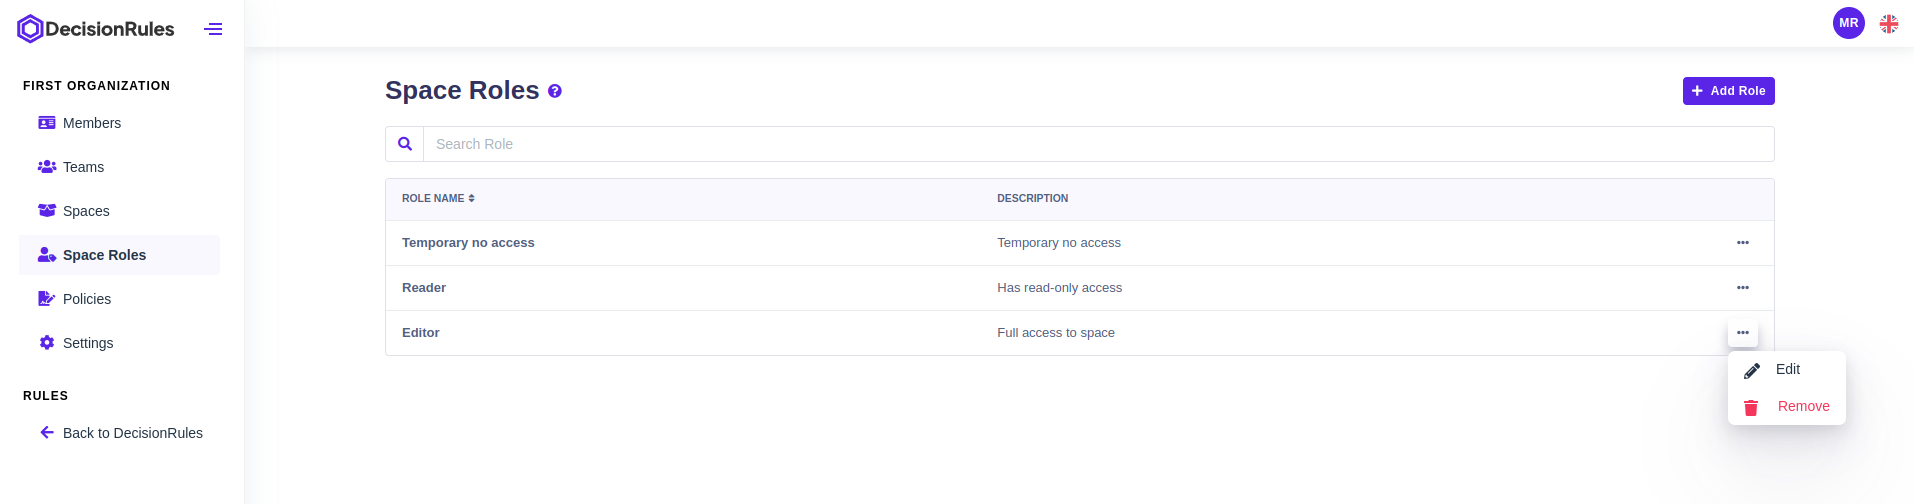 DecisionRules
MR
FIRST ORGANIZATION
Members
Teams
Spaces
Space Roles
Policies
Settings
RULES
Back to DecisionRules
Space Roles ?
+ Add Role
Search Role
ROLE NAME DESCRIPTION
Temporary no access Temporary no access
Reader Has read-only access
Editor Full access to space
Edit
Remove